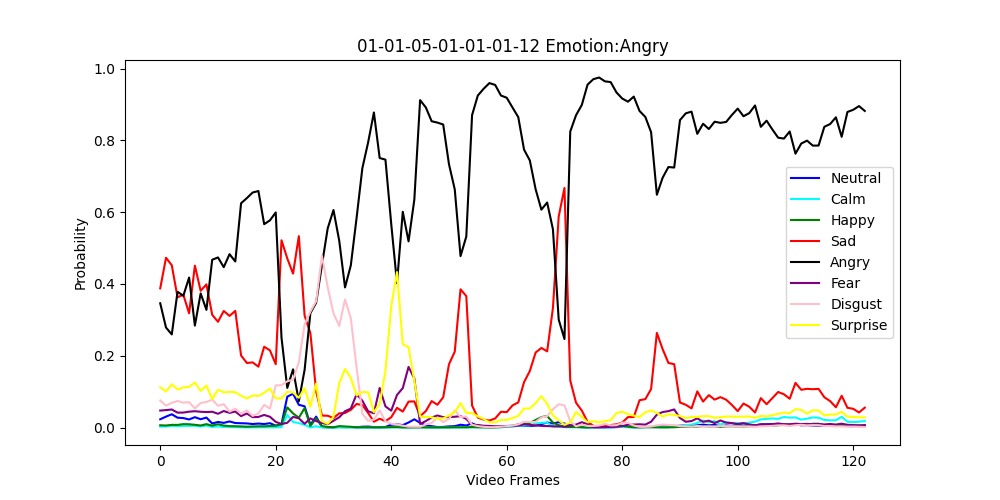 01-01-05-01-01-01-12 Emotion:Angry
Probability
1.0
0.8
0.6
0.4
0.2
0.0
0
20
40
60
80
100
120
Video Frames
Neutral
Calm
Happy
Sad
Angry
Fear
Disgust
Surprise